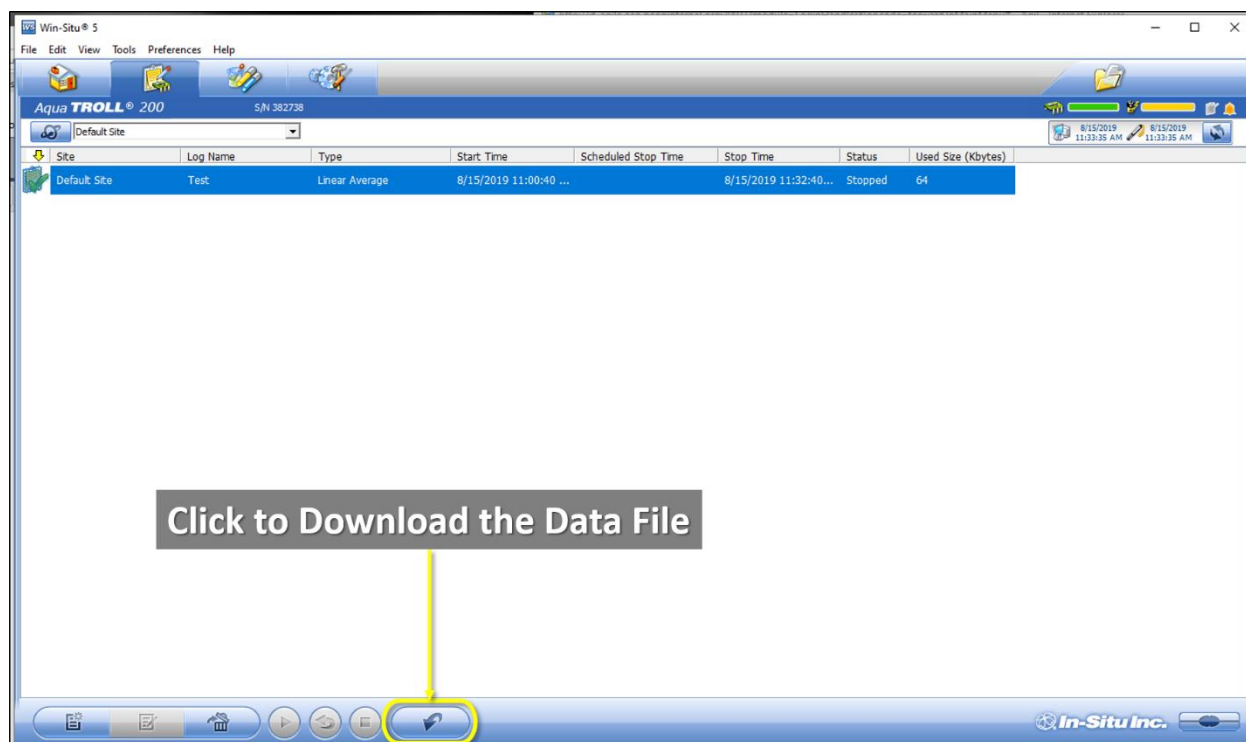 Win-Situ® 5
File Edit View Tools Preferences Help
Aqua TROLL® 200 S/N 382738
Default Site
8/15/2019 11:33:35 AM 8/15/2019 11:33:35 AM
Site Log Name Type Start Time Scheduled Stop Time Stop Time Status Used Size (Kbytes)
Default Site Test Linear Average 8/15/2019 11:00:40 ... 8/15/2019 11:32:40... Stopped 64
Click to Download the Data File
In-Situ Inc.